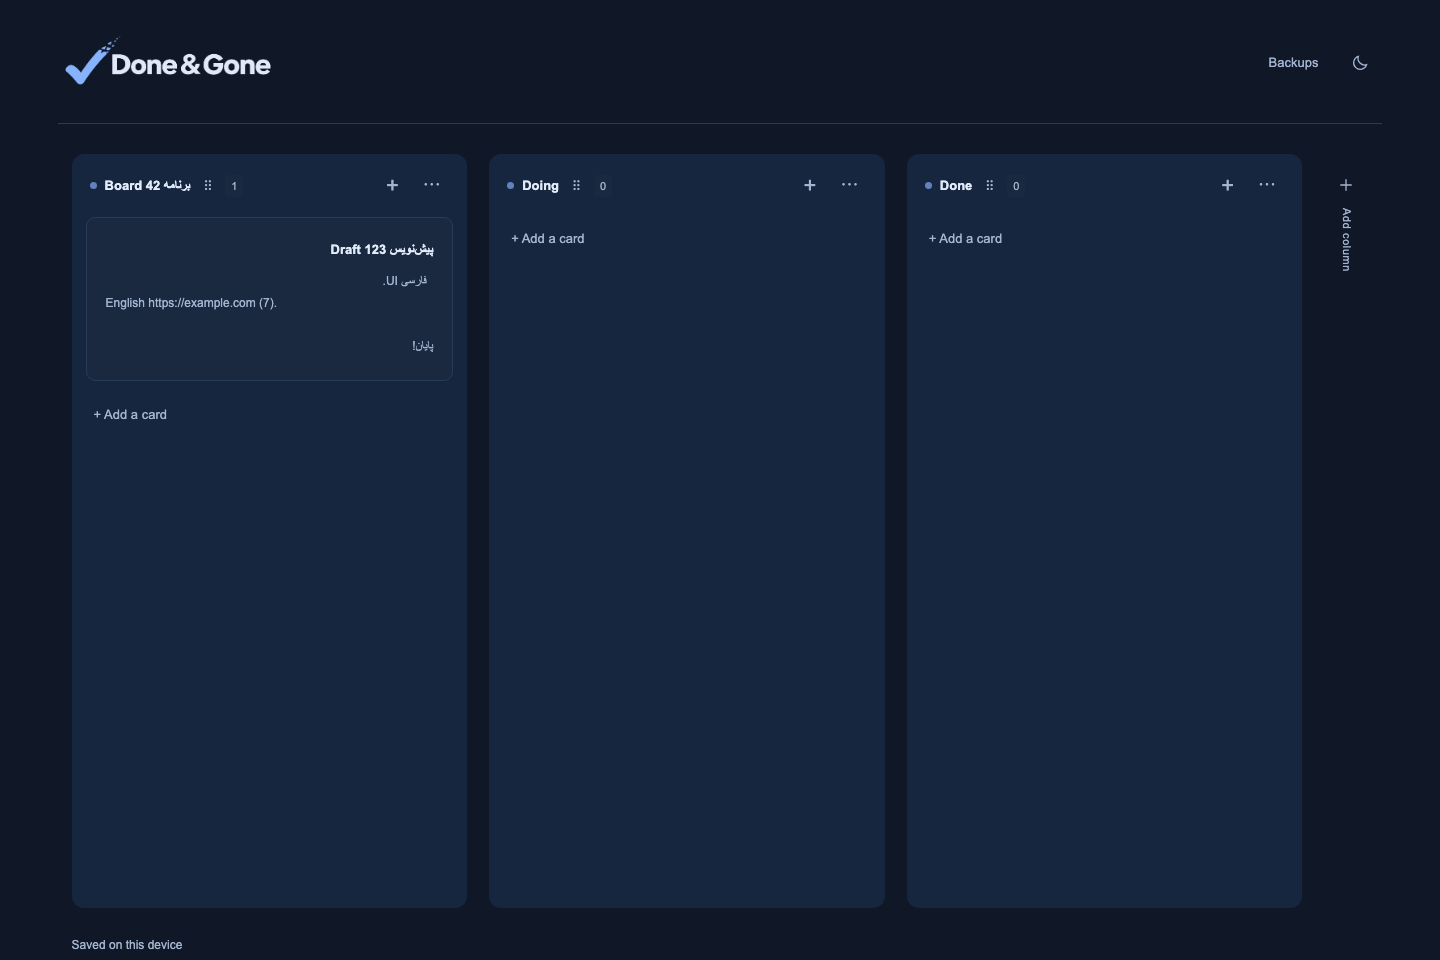 Done & Gone
Backups
برنامه Board 42
1
+
...
پیش‌نویس Draft 123
فارسی UI.
English https://example.com (7).
پایان!
+ Add a card
Doing
0
+
...
+ Add a card
Done
0
+
...
+ Add a card
+
Add column
Saved on this device